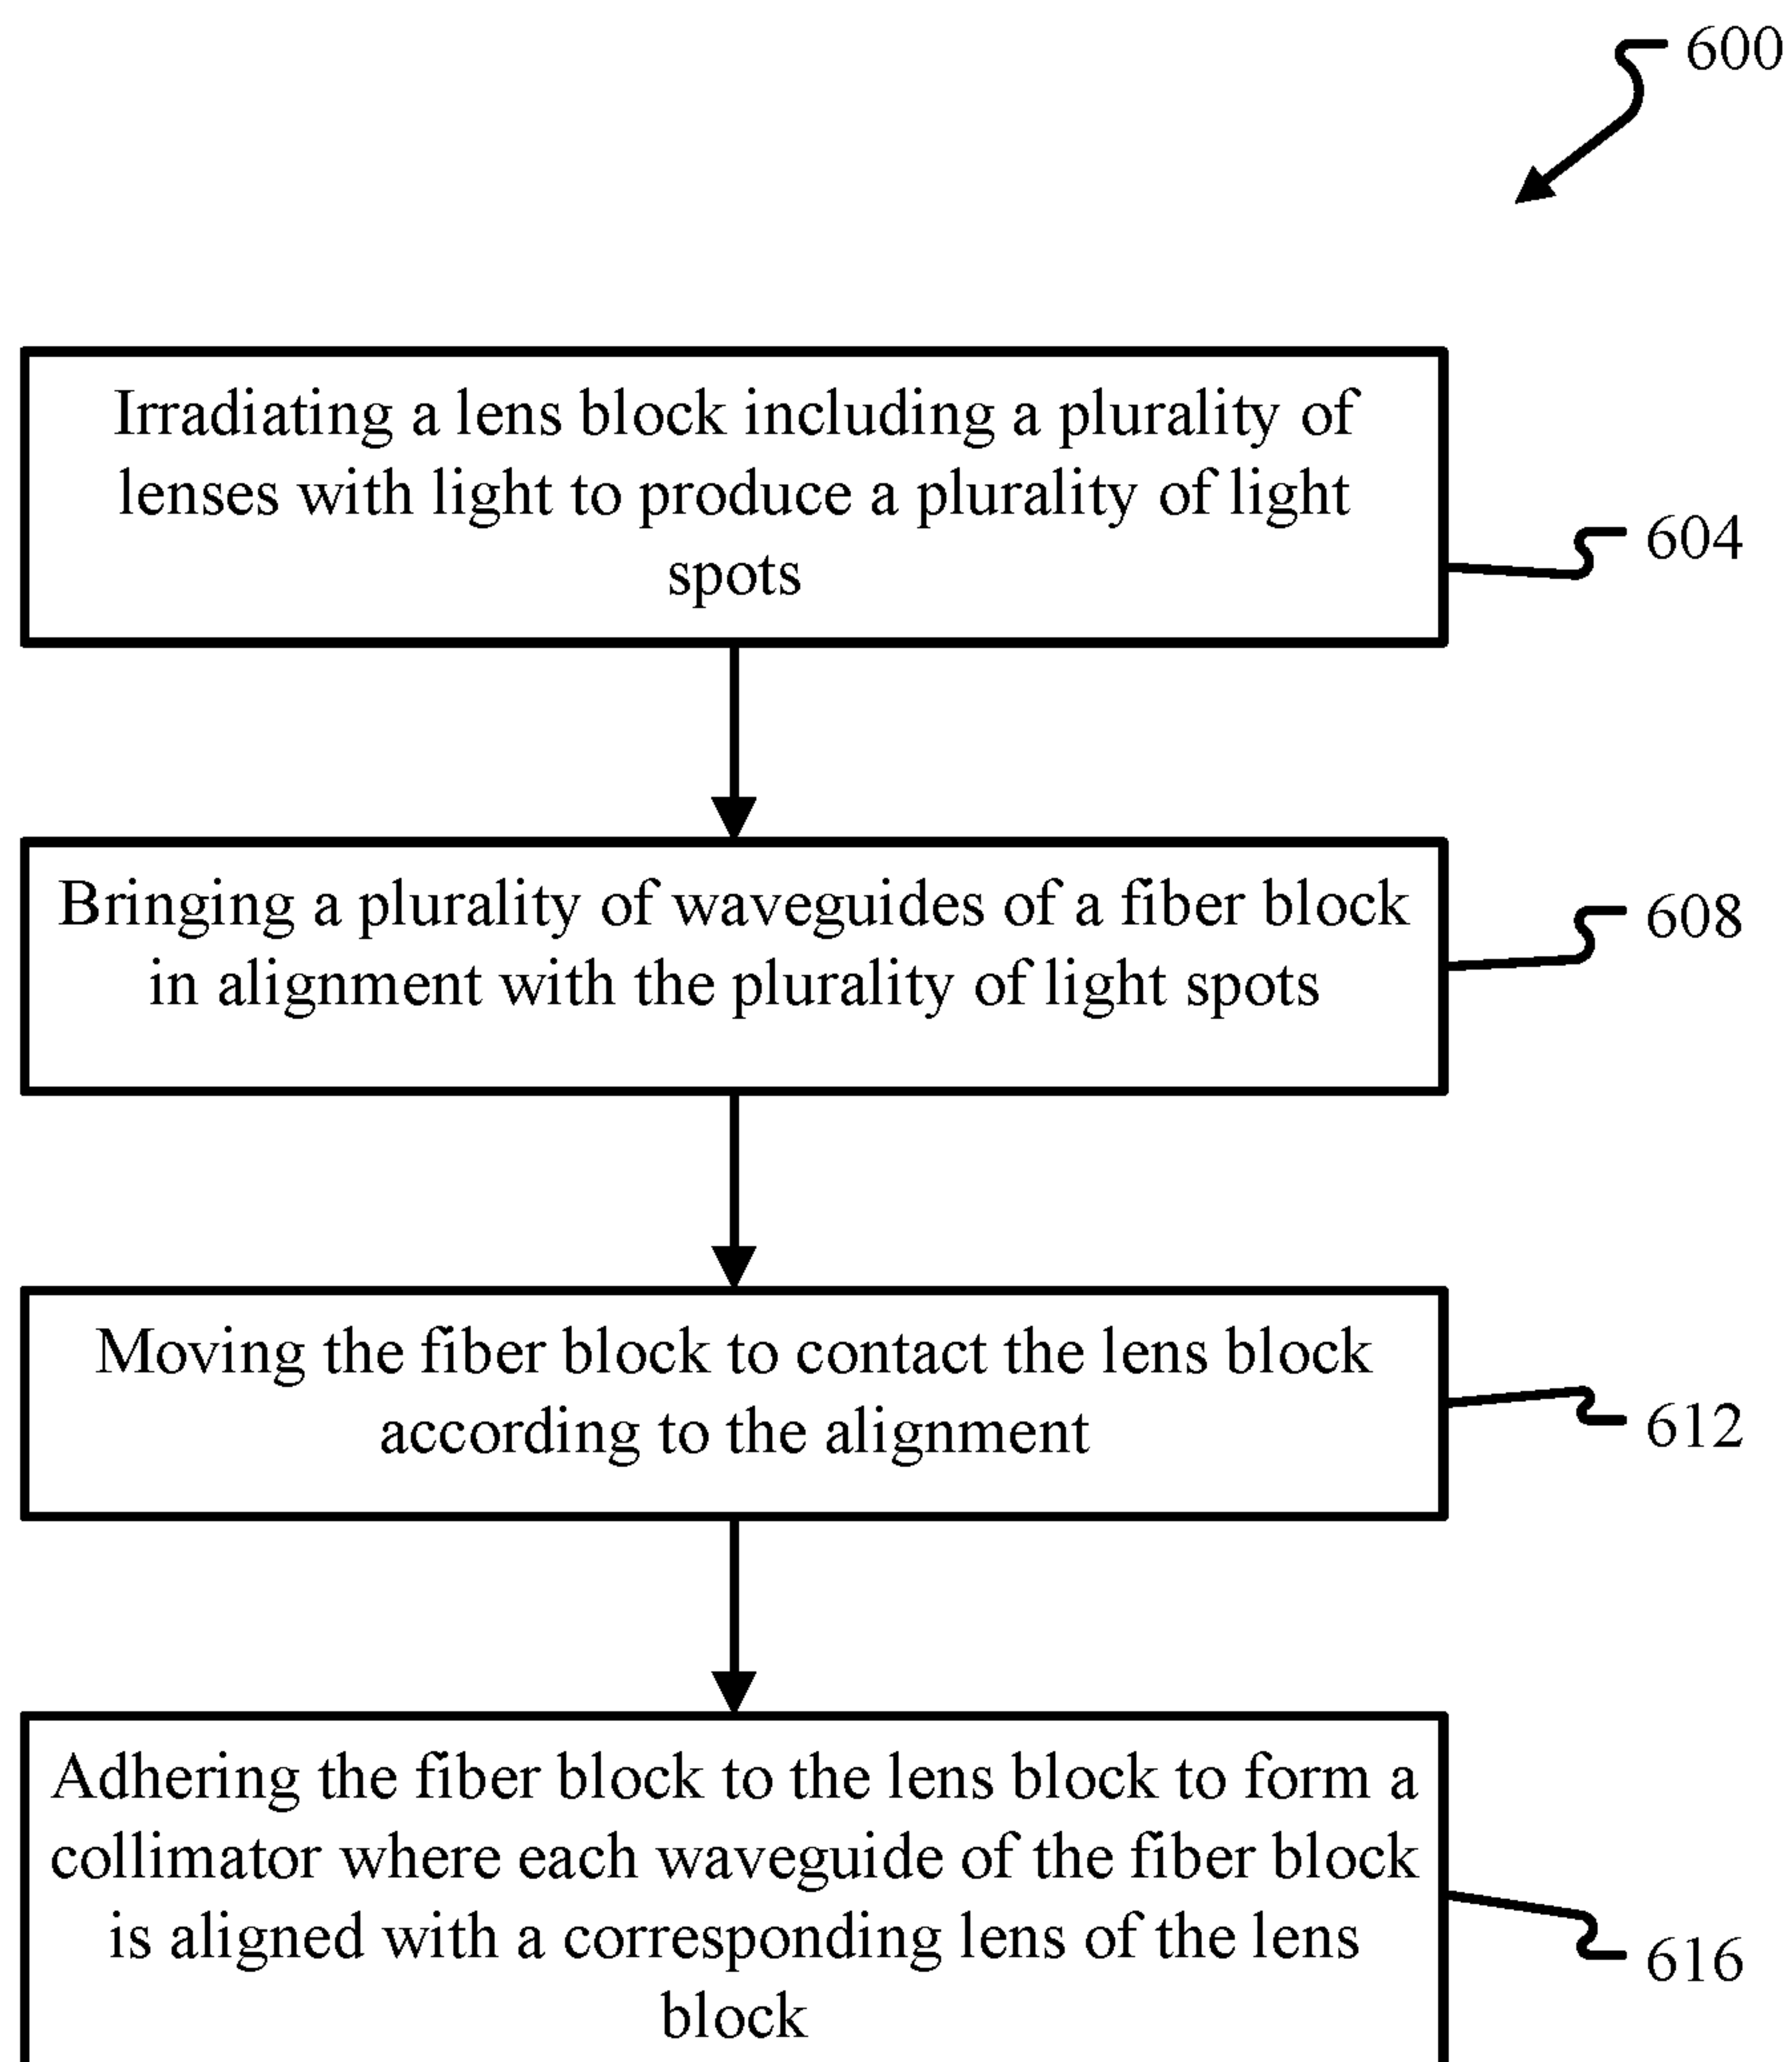 600
Irradiating a lens block including a plurality of
lenses with light to produce a plurality of light
spots
604
Bringing a plurality of waveguides of a fiber block
in alignment with the plurality of light spots
608
Moving the fiber block to contact the lens block
according to the alignment
612
Adhering the fiber block to the lens block to form a
collimator where each waveguide of the fiber block
is aligned with a corresponding lens of the lens
block
616